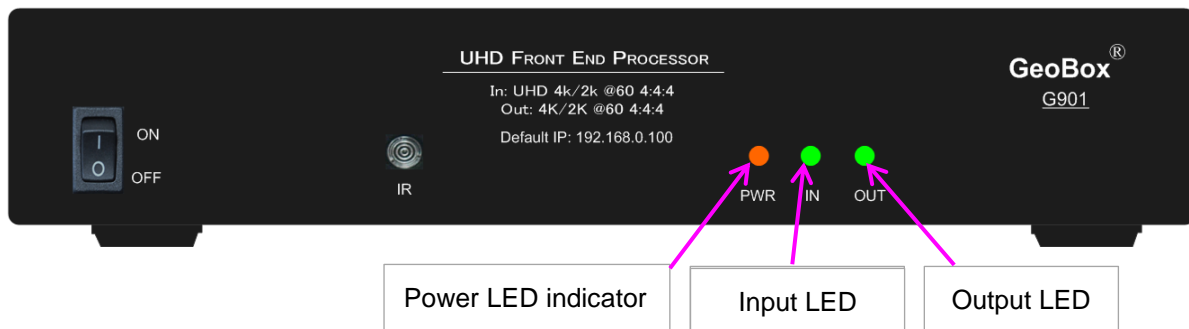 UHD FRONT END PROCESSOR
In: UHD 4k/2k @60 4:4:4
Out: 4K/2K @60 4:4:4
Default IP: 192.168.0.100
GeoBox®
G901
ON
OFF
I
O
IR
PWR
IN
OUT
Power LED indicator
Input LED
Output LED